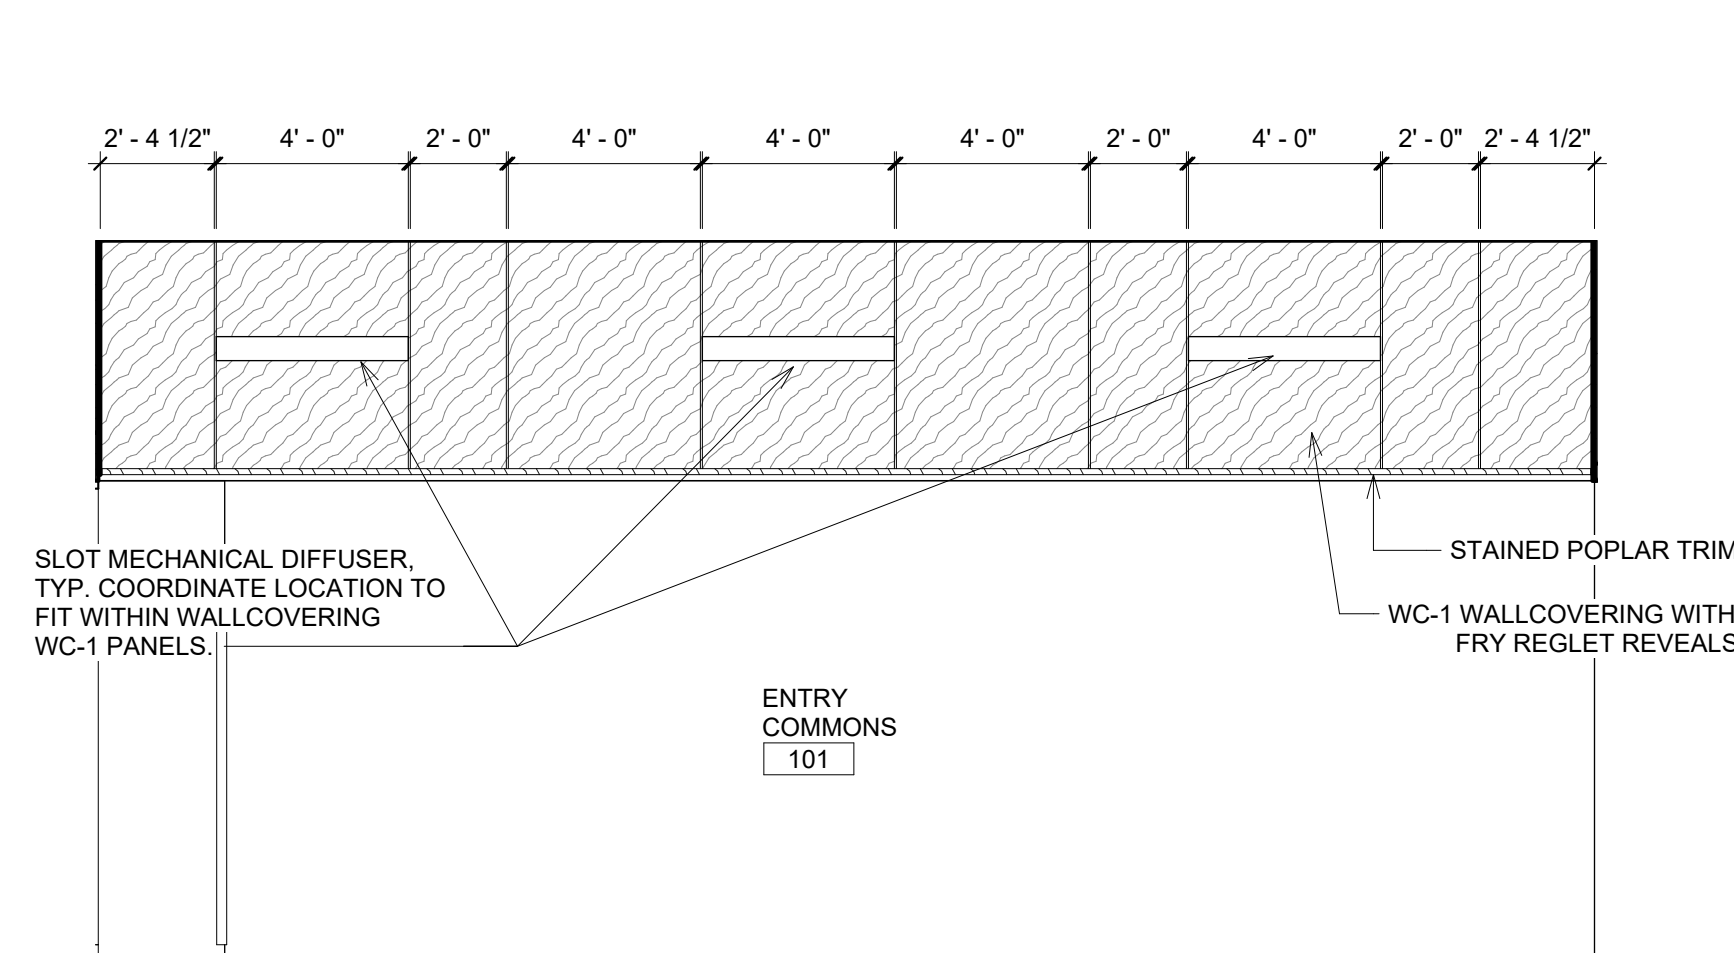 2' - 4 1/2" 4' - 0" 2' - 0" 4' - 0" 4' - 0" 4' - 0" 2' - 0" 4' - 0" 2' - 0" 2' - 4 1/2"
SLOT MECHANICAL DIFFUSER,
TYP. COORDINATE LOCATION TO
FIT WITHIN WALLCOVERING
WC-1 PANELS.
STAINED POPLAR TRIM
WC-1 WALLCOVERING WITH
FRY REGLET REVEALS
ENTRY
COMMONS
101